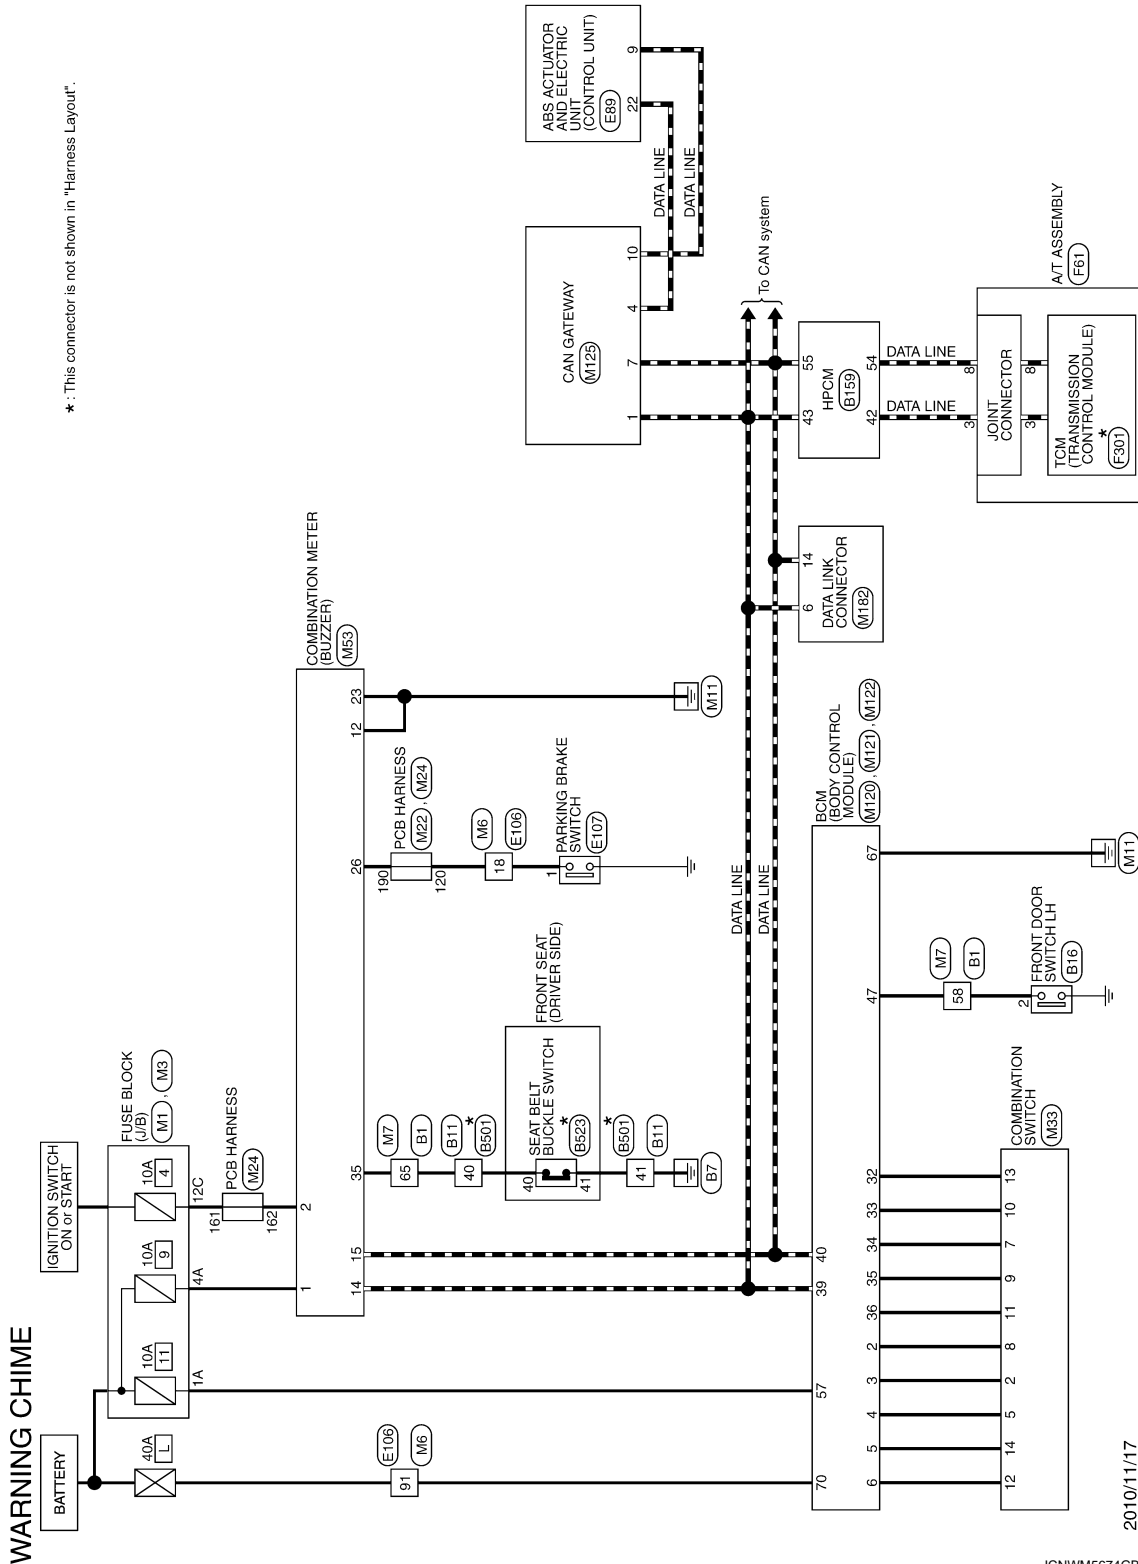 WARNING CHIME
★ : This connector is not shown in "Harness Layout".
BATTERY
IGNITION SWITCH
ON or START
40A
L
10A
11
10A
9
10A
4
FUSE BLOCK
(J/B)
M1 , M3
1A
4A
12C
161
162
PCB HARNESS
M24
91
E106
M6
1
2
COMBINATION METER
(BUZZER)
M53
14
15
35
26
12
23
65
M7
B1
40
B11
★
B501
40
41
SEAT BELT
BUCKLE SWITCH
★
B523
FRONT SEAT
(DRIVER SIDE)
41
★
B501
B11
B7
190
120
PCB HARNESS
M22 , M24
18
M6
E106
1
PARKING BRAKE
SWITCH
E107
M11
CAN GATEWAY
M125
1
7
4
10
ABS ACTUATOR
AND ELECTRIC
UNIT
(CONTROL UNIT)
E89
22
9
DATA LINE
DATA LINE
DATA LINE
DATA LINE
To CAN system
6
14
DATA LINK
CONNECTOR
M182
43
55
HPCM
B159
42
54
DATA LINE
DATA LINE
3
8
JOINT
CONNECTOR
3
8
TCM
(TRANSMISSION
CONTROL MODULE)
★
F301
A/T ASSEMBLY
F61
70
57
39
40
BCM
(BODY CONTROL
MODULE)
M120 , M121 , M122
6
5
4
3
2
36
35
34
33
32
47
67
12
14
5
2
8
11
9
7
10
13
COMBINATION
SWITCH
M33
58
M7
B1
2
FRONT DOOR
SWITCH LH
B16
M11
2010/11/17